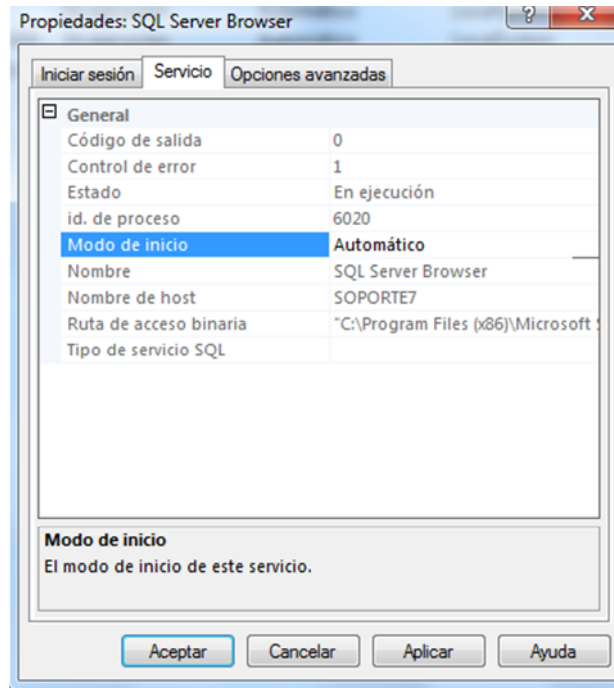 Propiedades: SQL Server Browser
Iniciar sesión Servicio Opciones avanzadas
General
Código de salida 0
Control de error 1
Estado En ejecución
id. de proceso 6020
Modo de inicio Automático
Nombre SQL Server Browser
Nombre de host SOPORTE7
Ruta de acceso binaria "C:\Program Files (x86)\Microsoft
Tipo de servicio SQL
Modo de inicio
El modo de inicio de este servicio.
Aceptar Cancelar Aplicar Ayuda